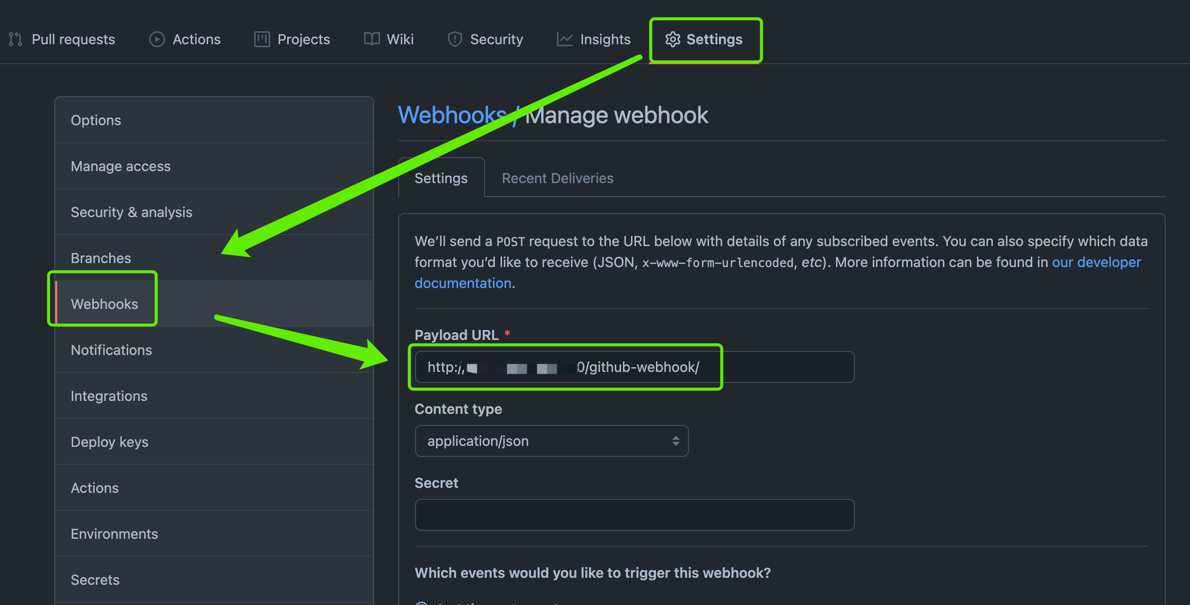 Pull requests Actions Projects Wiki Security Insights Settings
Options
Manage access
Security & analysis
Branches
Webhooks
Notifications
Integrations
Deploy keys
Actions
Environments
Secrets
Webhooks / Manage webhook
Settings Recent Deliveries
We'll send a POST request to the URL below with details of any subscribed events. You can also specify which data
format you'd like to receive (JSON, x-www-form-urlencoded, etc). More information can be found in our developer
documentation.
Payload URL *
http:/ 0/github-webhook/
Content type
application/json
Secret
Which events would you like to trigger this webhook?